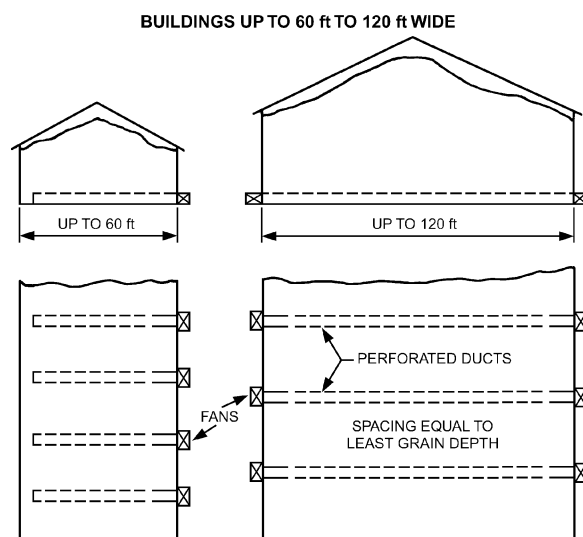 BUILDINGS UP TO 60 ft TO 120 ft WIDE
UP TO 60 ft
UP TO 120 ft
PERFORATED DUCTS
FANS
SPACING EQUAL TO
LEAST GRAIN DEPTH